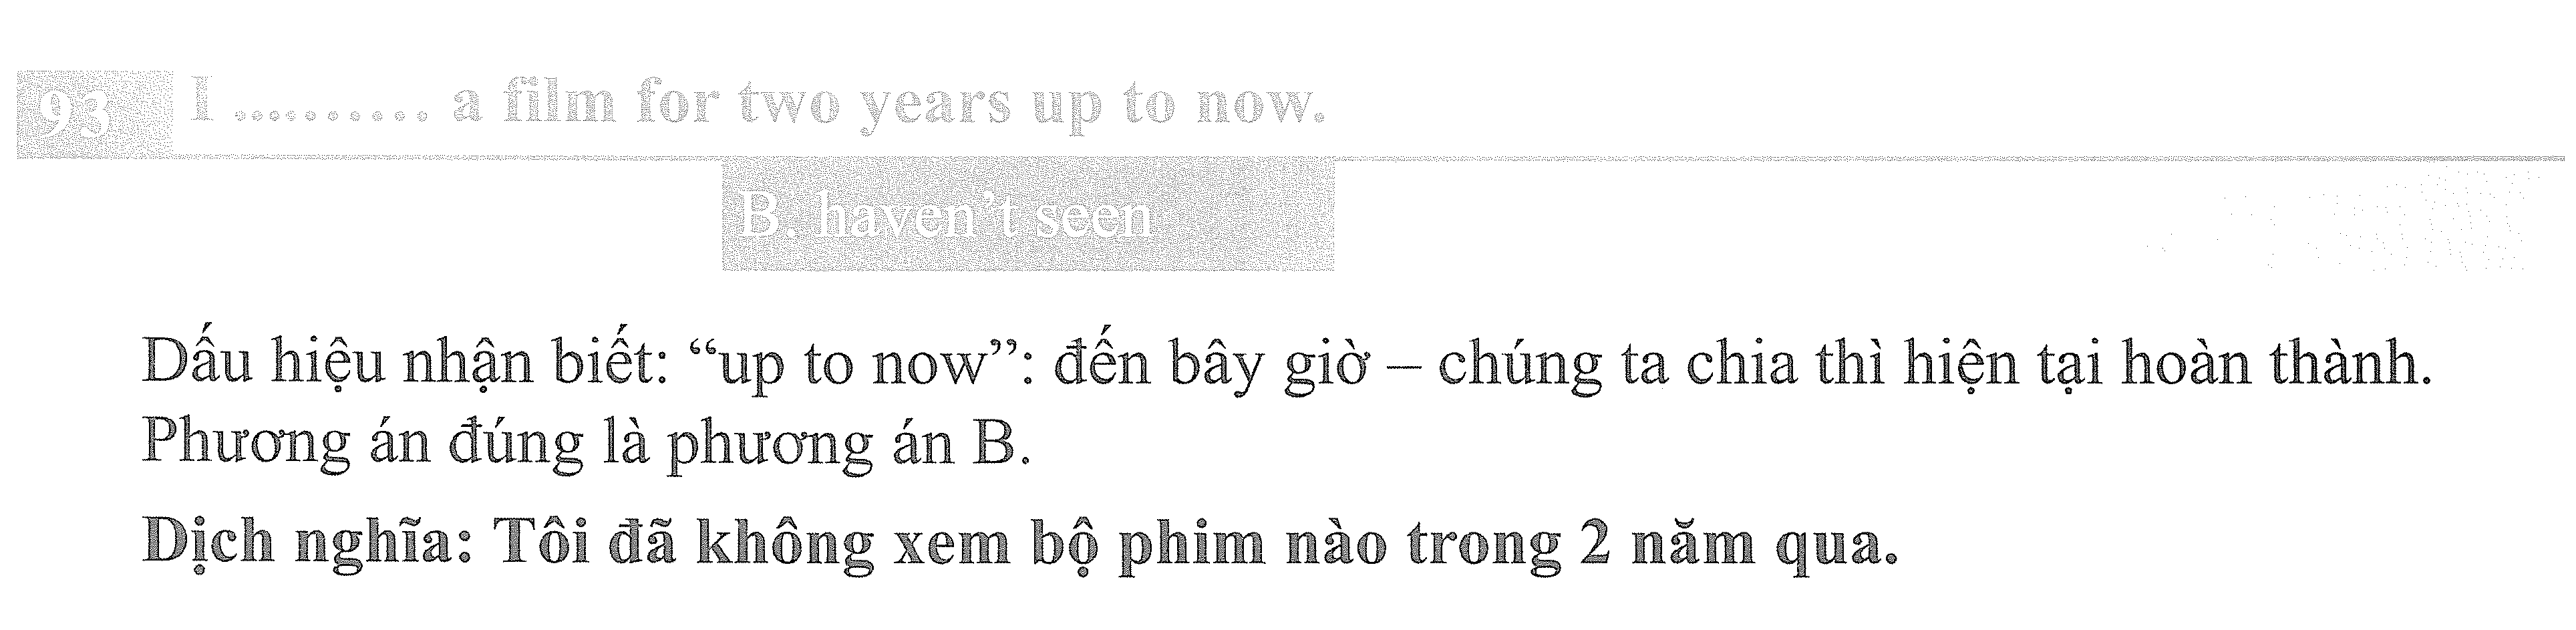 93 I .......... a film for two years up to now.
B. haven’t seen
Dấu hiệu nhận biết: “up to now”: đến bây giờ – chúng ta chia thì hiện tại hoàn thành.
Phương án đúng là phương án B.
Dịch nghĩa: Tôi đã không xem bộ phim nào trong 2 năm qua.